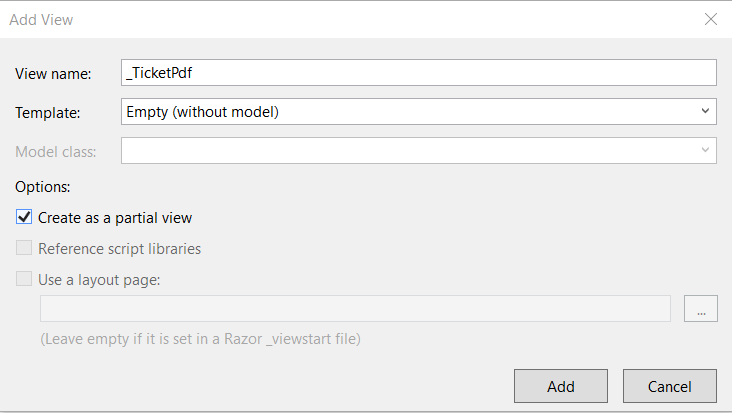 Add View
View name: _TicketPdf
Template: Empty (without model)
Model class:
Options:
Create as a partial view
Reference script libraries
Use a layout page:
...
(Leave empty if it is set in a Razor _viewstart file)
Add Cancel